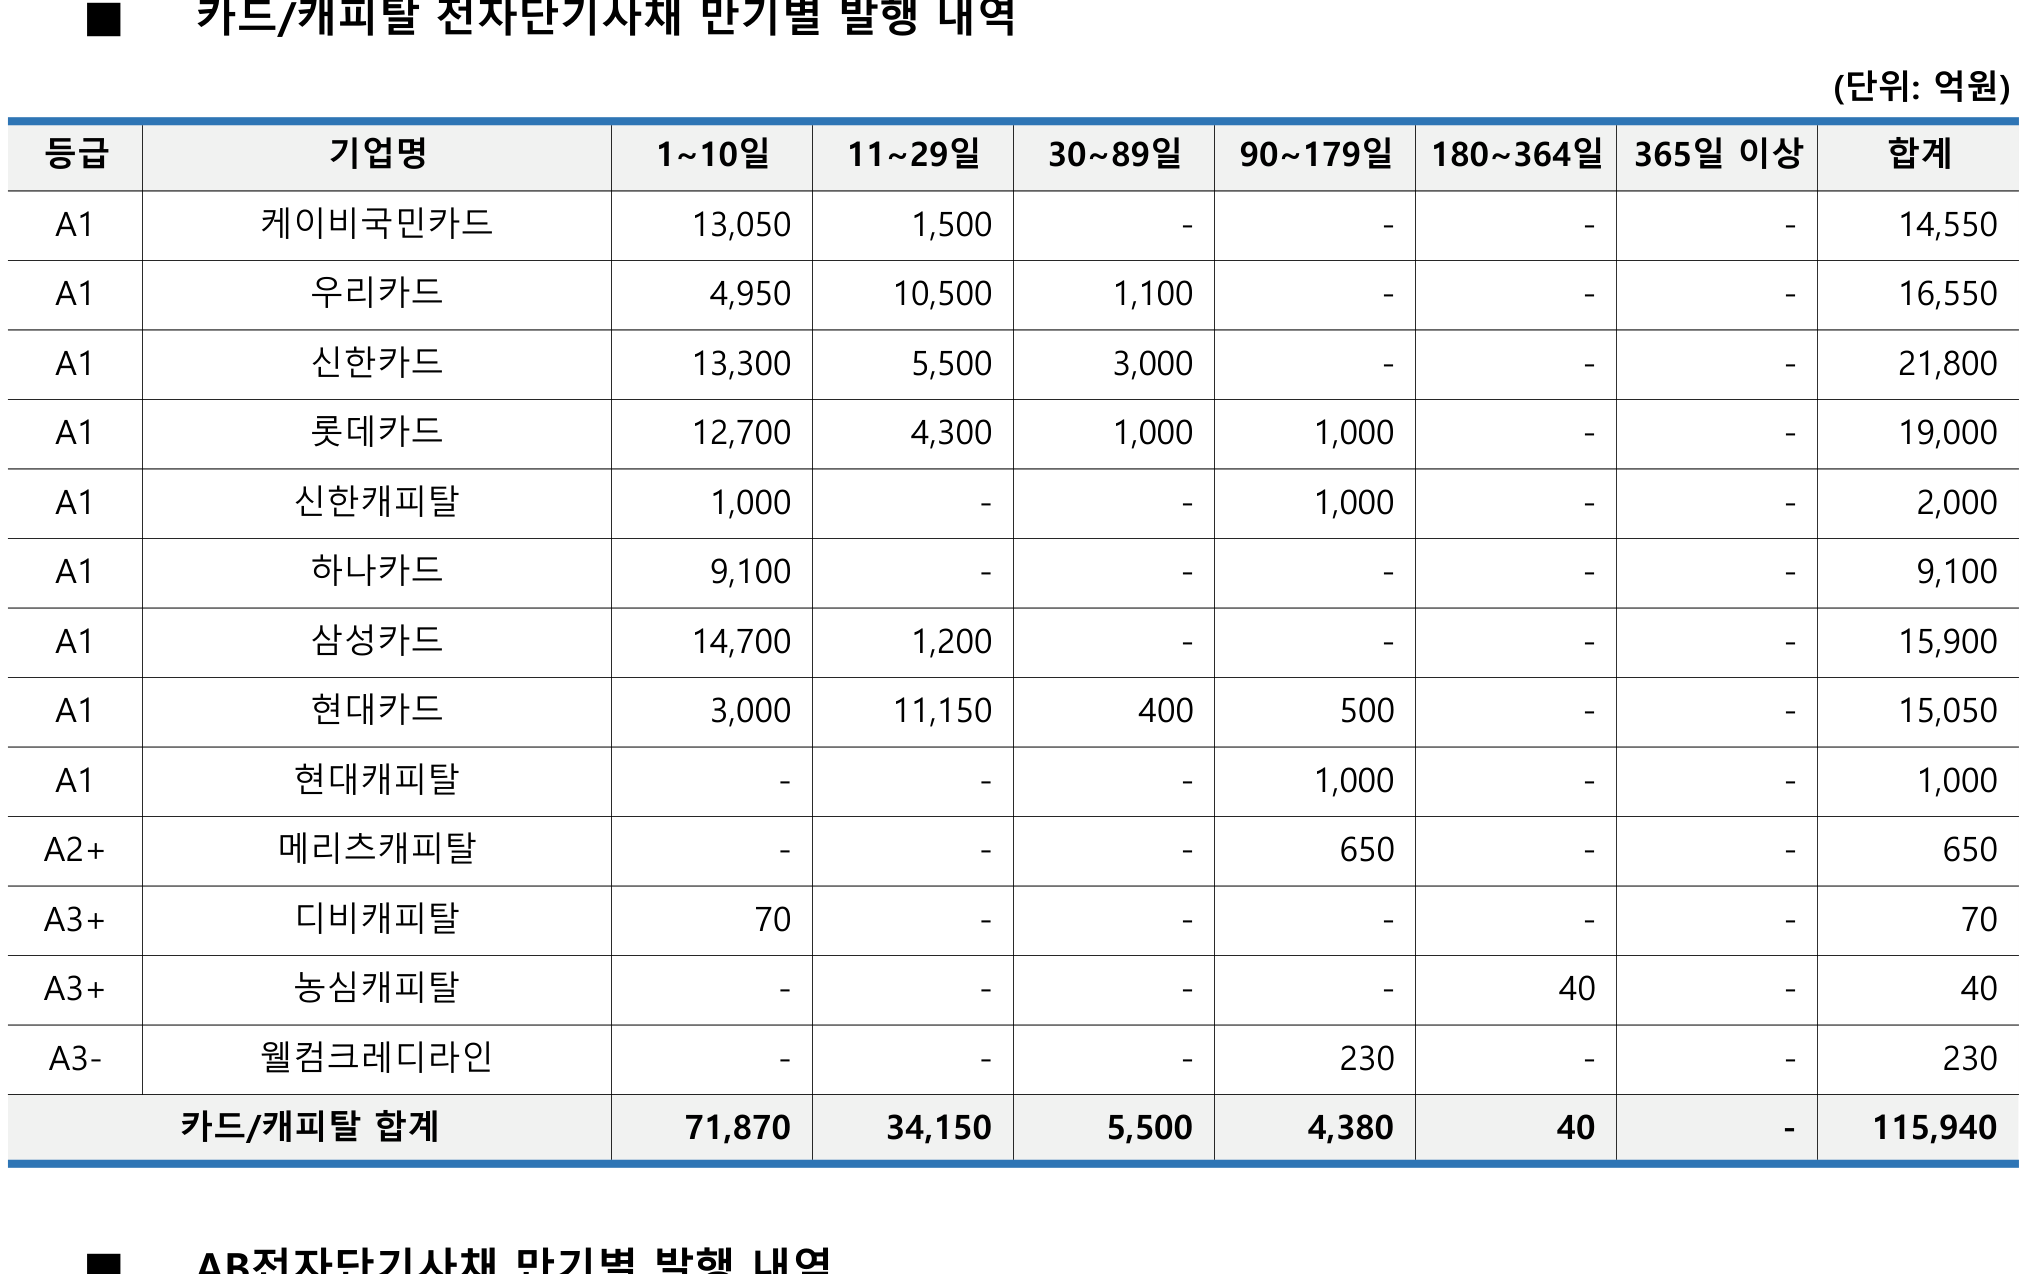 ■ 카드/캐피탈 전자단기사채 만기별 발행 내역
(단위: 억원)
등급 기업명 1~10일 11~29일 30~89일 90~179일 180~364일 365일 이상 합계
A1 케이비국민카드 13,050 1,500 - - - - 14,550
A1 우리카드 4,950 10,500 1,100 - - - 16,550
A1 신한카드 13,300 5,500 3,000 - - - 21,800
A1 롯데카드 12,700 4,300 1,000 1,000 - - 19,000
A1 신한캐피탈 1,000 - - 1,000 - - 2,000
A1 하나카드 9,100 - - - - - 9,100
A1 삼성카드 14,700 1,200 - - - - 15,900
A1 현대카드 3,000 11,150 400 500 - - 15,050
A1 현대캐피탈 - - - 1,000 - - 1,000
A2+ 메리츠캐피탈 - - - 650 - - 650
A3+ 디비캐피탈 70 - - - - - 70
A3+ 농심캐피탈 - - - - 40 - 40
A3- 웰컴크레디라인 - - - 230 - - 230
카드/캐피탈 합계 71,870 34,150 5,500 4,380 40 - 115,940
■ AB전자단기사채 만기별 발행 내역